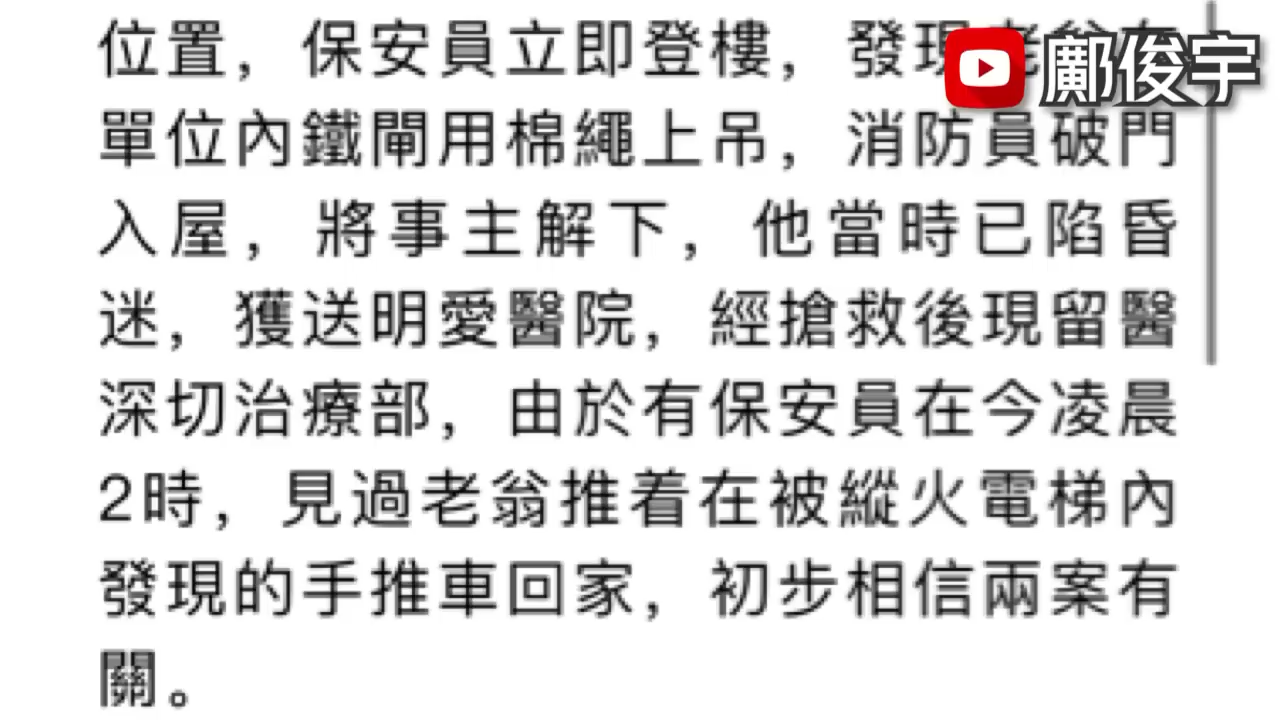 位置，保安員立即登樓，發現老翁在
鄺俊宇
單位內鐵閘用棉繩上吊，消防員破門
入屋，將事主解下，他當時已陷昏
迷，獲送明愛醫院，經搶救後現留醫
深切治療部，由於有保安員在今凌晨
2時，見過老翁推着在被縱火電梯內
發現的手推車回家，初步相信兩案有
關。